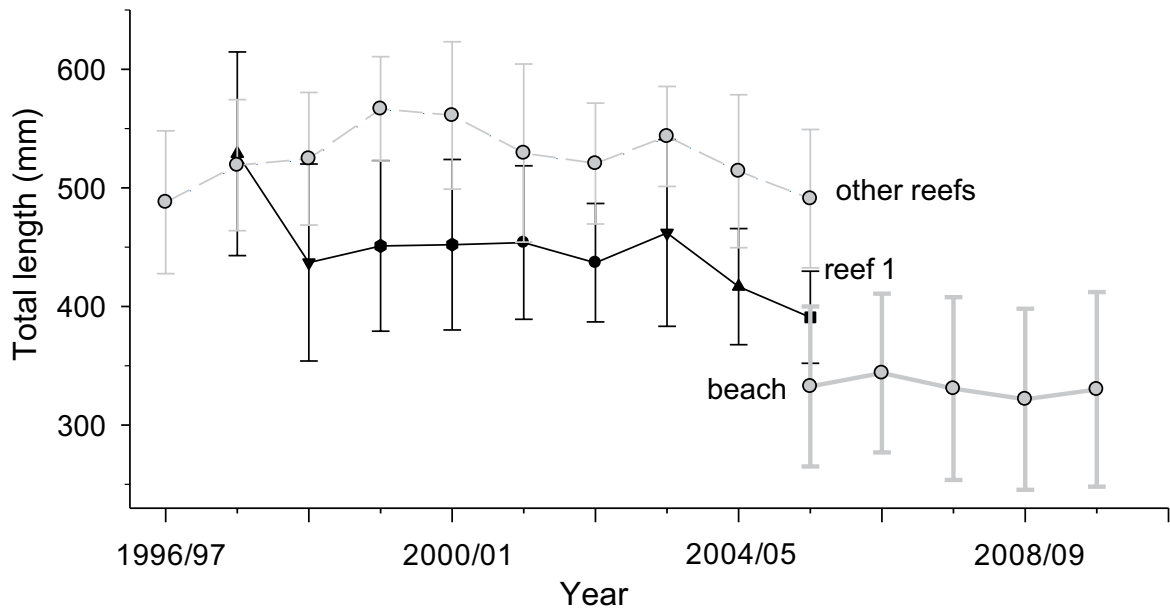 Total length (mm)
600
500
400
300
other reefs
reef 1
beach
1996/97
2000/01
2004/05
2008/09
Year